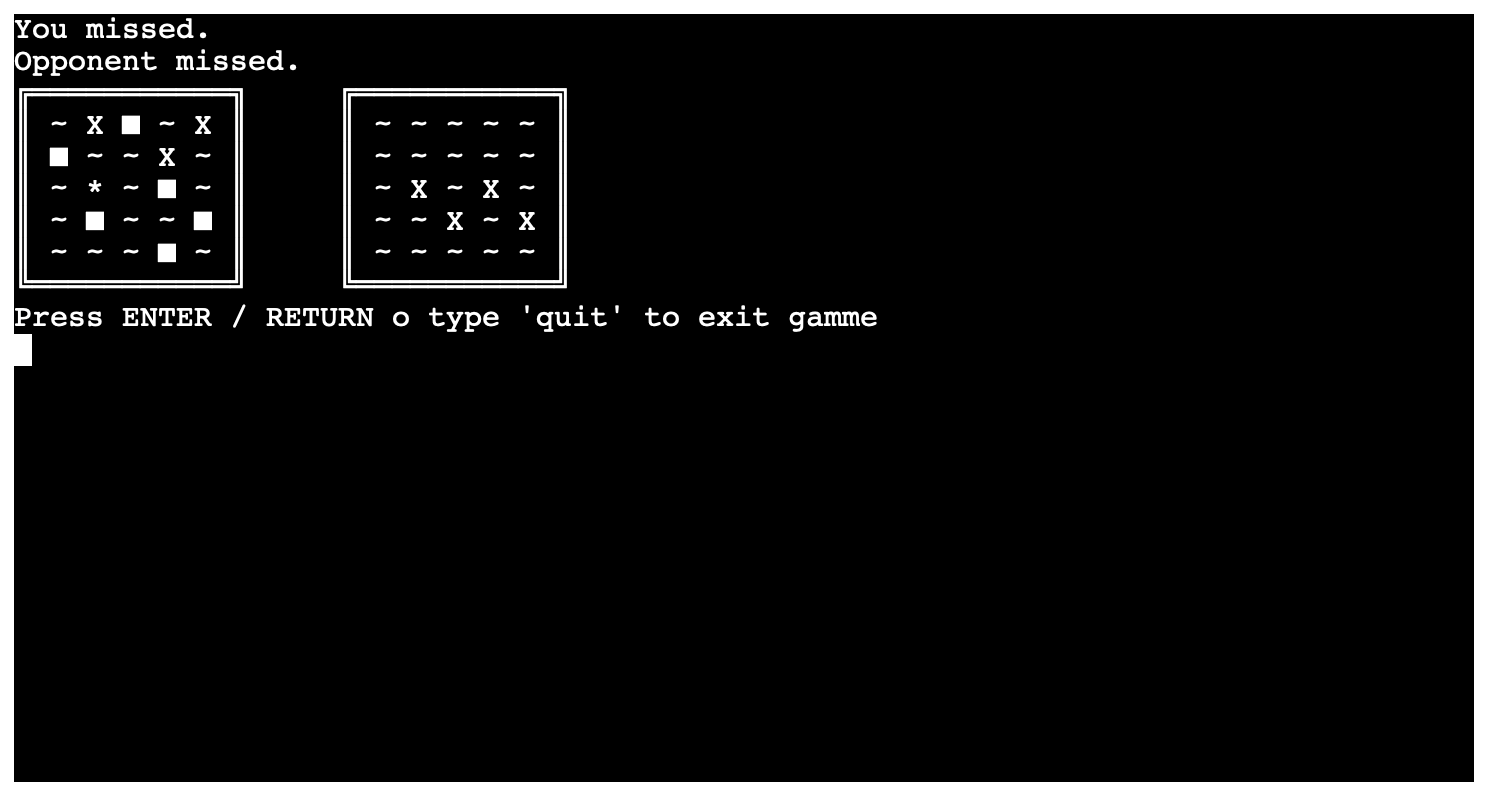 You missed.
Opponent missed.
~ X ■ ~ X ~ ~ ~ ~ ~
■ ~ ~ X ~ ~ ~ ~ ~ ~
~ * ~ ■ ~ ~ X ~ X ~
~ ■ ~ ~ ■ ~ ~ X ~ X
~ ~ ~ ■ ~ ~ ~ ~ ~ ~
Press ENTER / RETURN o type 'quit' to exit gamme